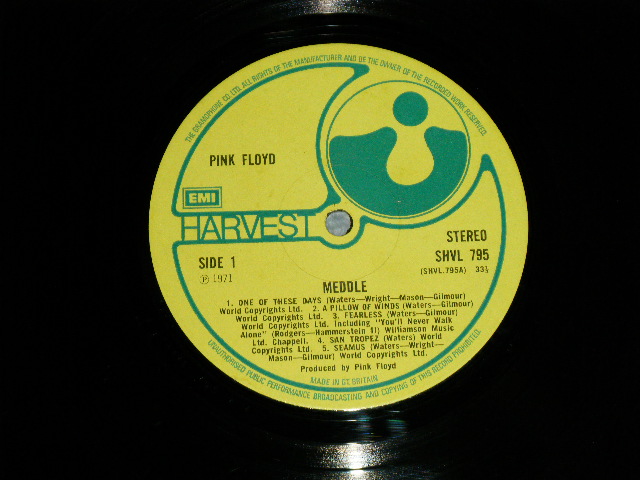 THE GRAMOPHONE CO. LTD. ALL RIGHTS OF THE MANUFACTURER AND OF THE OWNER OF THE RECORDED WORK RESERVED.
PINK FLOYD
EMI
HARVEST
SIDE 1
℗ 1971
STEREO
SHVL 795
(SHVL.795A) 33⅓
MEDDLE
1. ONE OF THESE DAYS (Waters—Wright—Mason—Gilmour)
World Copyrights Ltd. 2. A PILLOW OF WINDS (Waters—Gilmour)
World Copyrights Ltd. 3. FEARLESS (Waters—Gilmour)
World Copyrights Ltd. Including "You'll Never Walk
Alone" (Rodgers—Hammerstein II) Williamson Music
Ltd. Chappell. 4. SAN TROPEZ (Waters) World
Copyrights Ltd. 5. SEAMUS (Waters—Wright—
Mason—Gilmour) World Copyrights Ltd.
Produced by Pink Floyd
MADE IN GT. BRITAIN
UNAUTHORISED PUBLIC PERFORMANCE BROADCASTING AND COPYING OF THIS RECORD PROHIBITED.